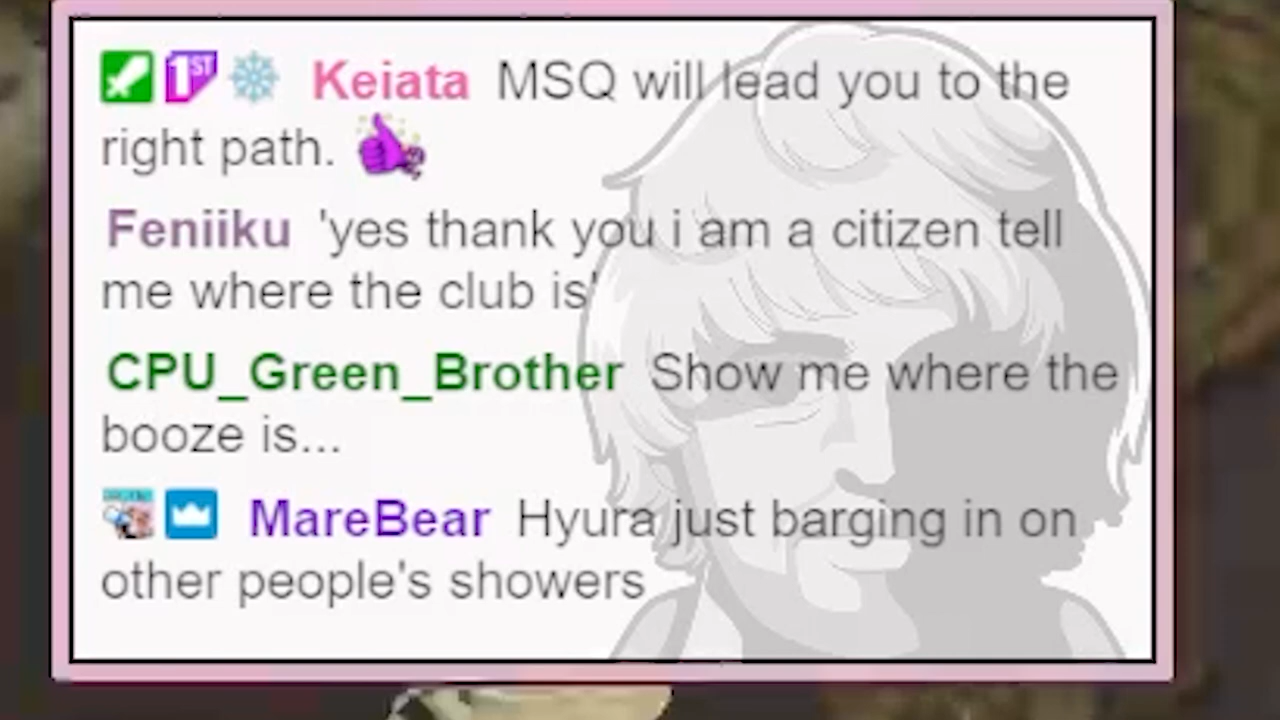 1ST Keiata MSQ will lead you to the
right path.
Feniiku 'yes thank you i am a citizen tell
me where the club is'
CPU_Green_Brother Show me where the
booze is...
MareBear Hyura just barging in on
other people's showers